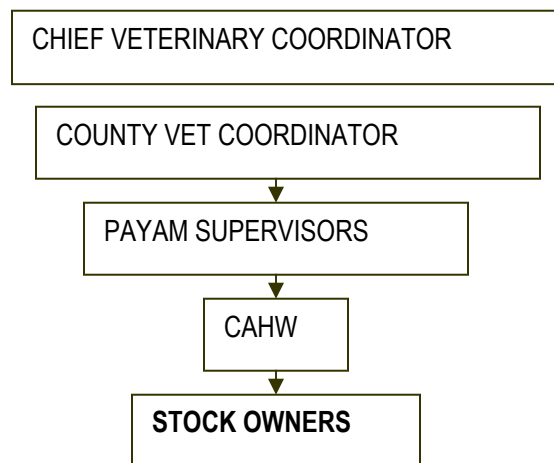 CHIEF VETERINARY COORDINATOR
COUNTY VET COORDINATOR
PAYAM SUPERVISORS
CAHW
STOCK OWNERS